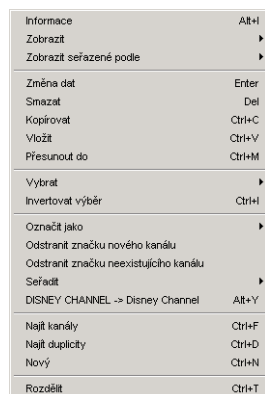 Informace Alt+I
Zobrazit
Zobrazit seřazené podle
Změna dat Enter
Smazat Del
Kopírovat Ctrl+C
Vložit Ctrl+V
Přesunout do Ctrl+M
Vybrat
Invertovat výběr Ctrl+I
Označit jako
Odstranit značku nového kanálu
Odstranit značku neexistujícího kanálu
Seřadit
DISNEY CHANNEL -> Disney Channel Alt+Y
Najít kanály Ctrl+F
Najít duplicity Ctrl+D
Nový Ctrl+N
Rozdělit Ctrl+T